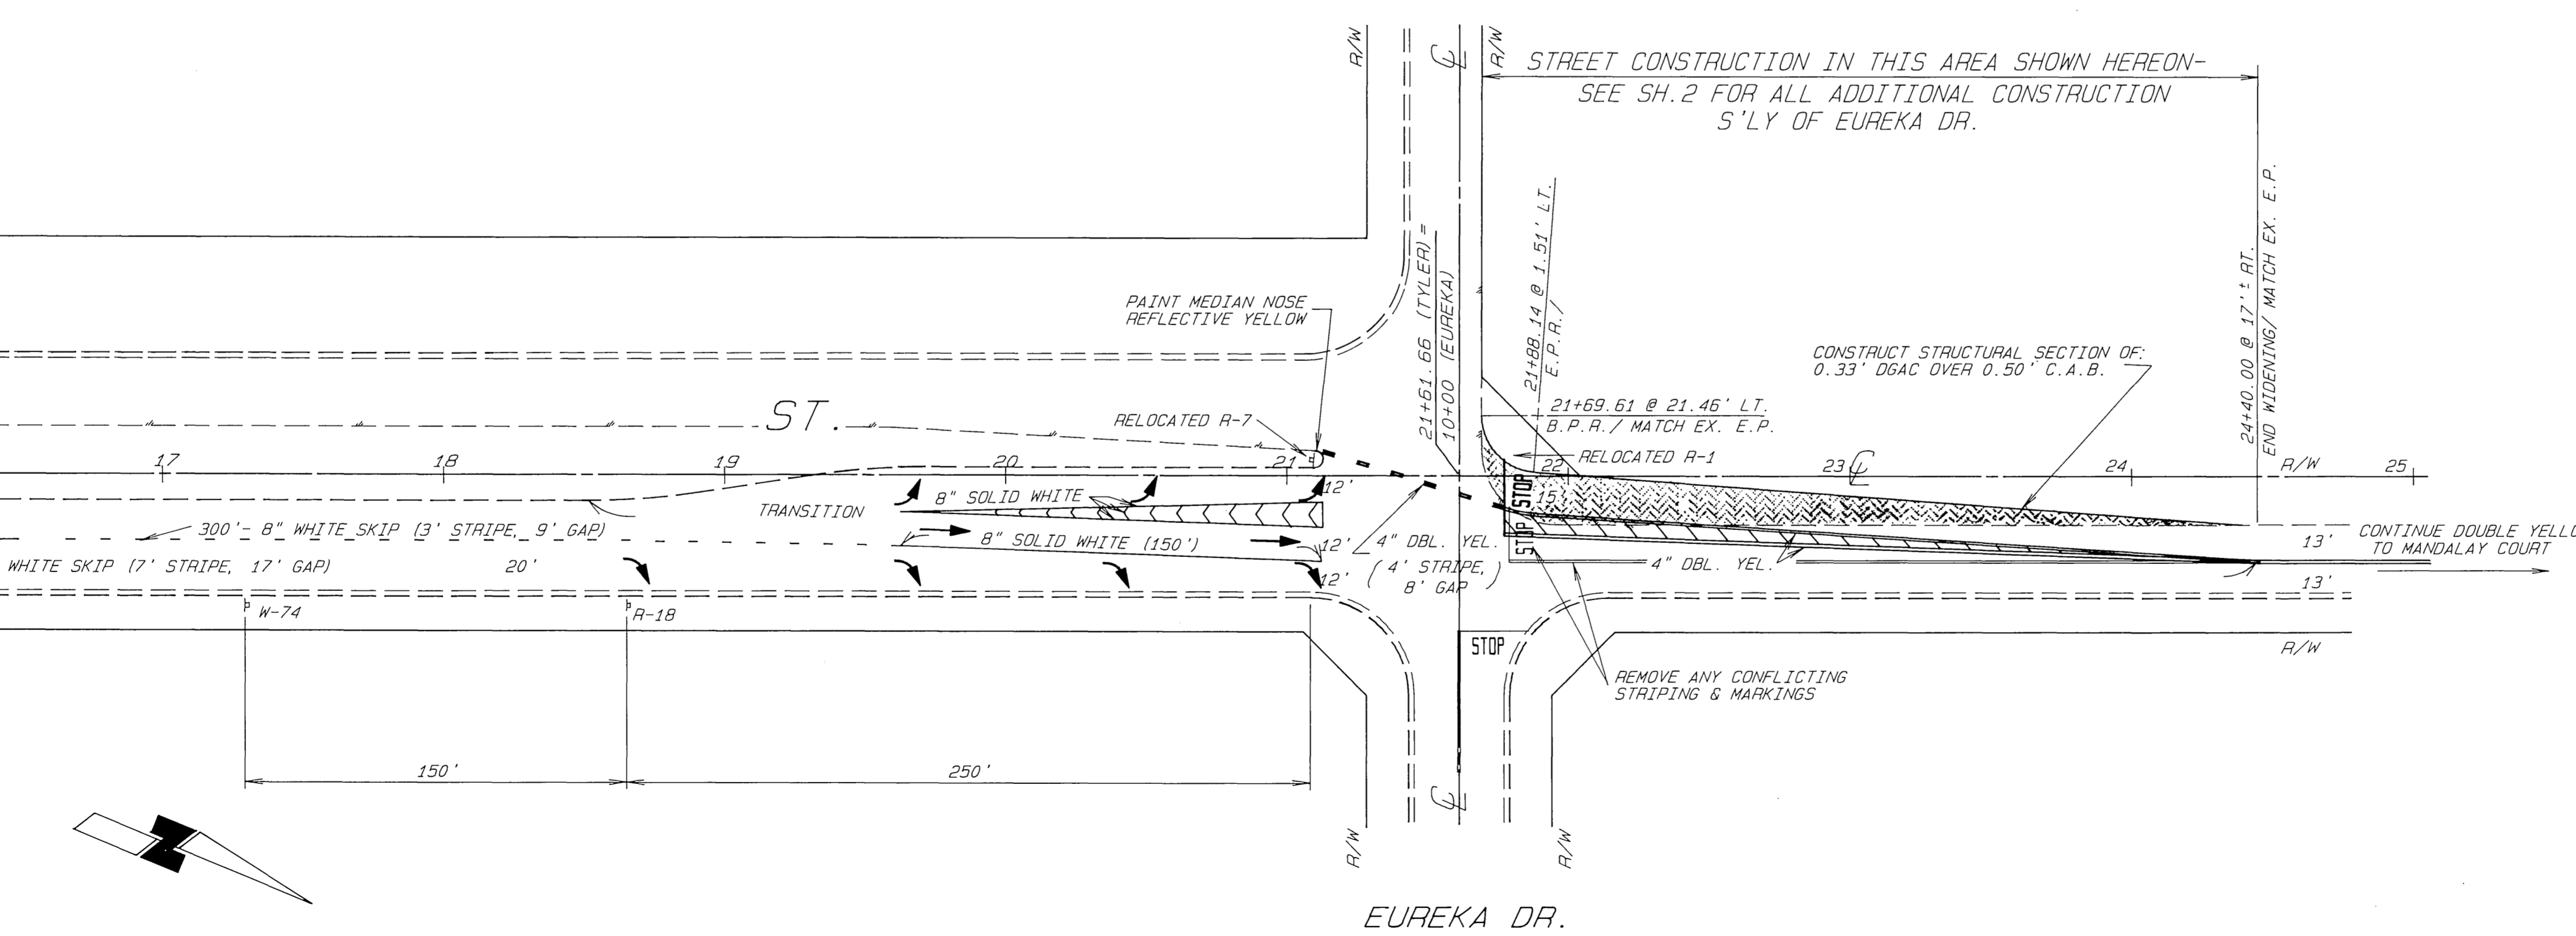 R/W
C̸L
R/W
STREET CONSTRUCTION IN THIS AREA SHOWN HEREON-
SEE SH.2 FOR ALL ADDITIONAL CONSTRUCTION
S'LY OF EUREKA DR.
PAINT MEDIAN NOSE
REFLECTIVE YELLOW
21+61.66 (TYLER) =
10+00 (EUREKA)
21+88.14 @ 1.51' LT.
E.P.R./
24+40.00 @ 17'± RT.
END WIDENING/ MATCH EX. E.P.
CONSTRUCT STRUCTURAL SECTION OF:
0.33' DGAC OVER 0.50' C.A.B.
ST.
RELOCATED R-7
21+69.61 @ 21.46' LT.
B.P.R./ MATCH EX. E.P.
RELOCATED R-1
17
18
19
20
21
22
23
24
25
R/W
TRANSITION
8" SOLID WHITE
12'
15'
STOP
STOP
300'- 8" WHITE SKIP (3' STRIPE, 9' GAP)
8" SOLID WHITE (150')
12'
4" DBL. YEL.
(4' STRIPE,)
8' GAP
13'
CONTINUE DOUBLE YELLO
TO MANDALAY COURT
WHITE SKIP (7' STRIPE, 17' GAP)
20'
12'
4" DBL. YEL.
13'
W-74
R-18
STOP
R/W
REMOVE ANY CONFLICTING
STRIPING & MARKINGS
150'
250'
N
R/W
CL
R/W
EUREKA DR.